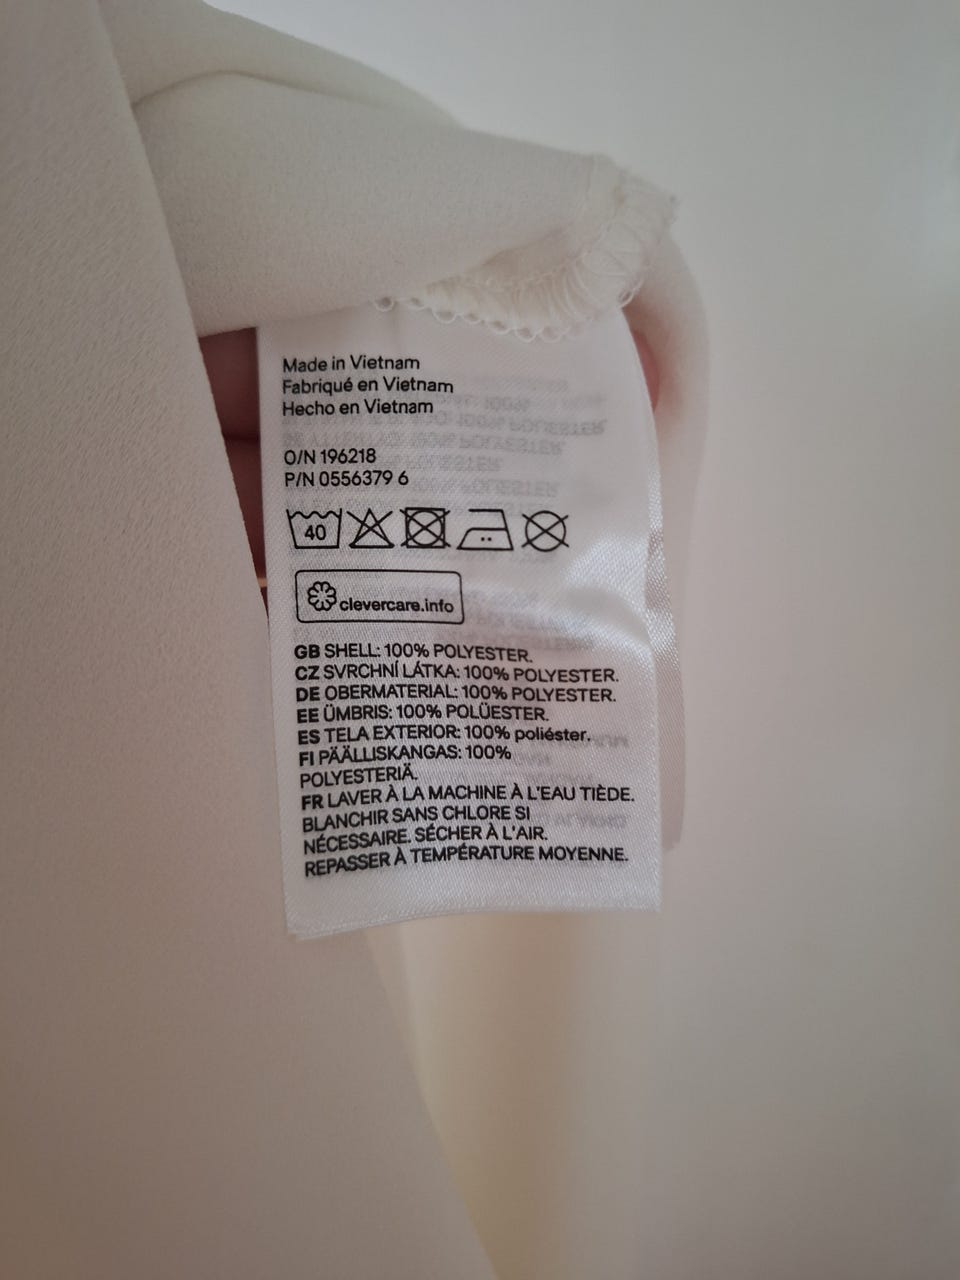 Made in Vietnam
Fabriqué en Vietnam
Hecho en Vietnam
O/N 196218
P/N 0556379 6
40
clevercare.info
GB SHELL: 100% POLYESTER.
CZ SVRCHNÍ LÁTKA: 100% POLYESTER.
DE OBERMATERIAL: 100% POLYESTER.
EE ÜMBRIS: 100% POLÜESTER.
ES TELA EXTERIOR: 100% poliéster.
FI PÄÄLLISKANGAS: 100%
POLYESTERIÄ.
FR LAVER À LA MACHINE À L'EAU TIÈDE.
BLANCHIR SANS CHLORE SI
NÉCESSAIRE. SÉCHER À L'AIR.
REPASSER À TEMPÉRATURE MOYENNE.